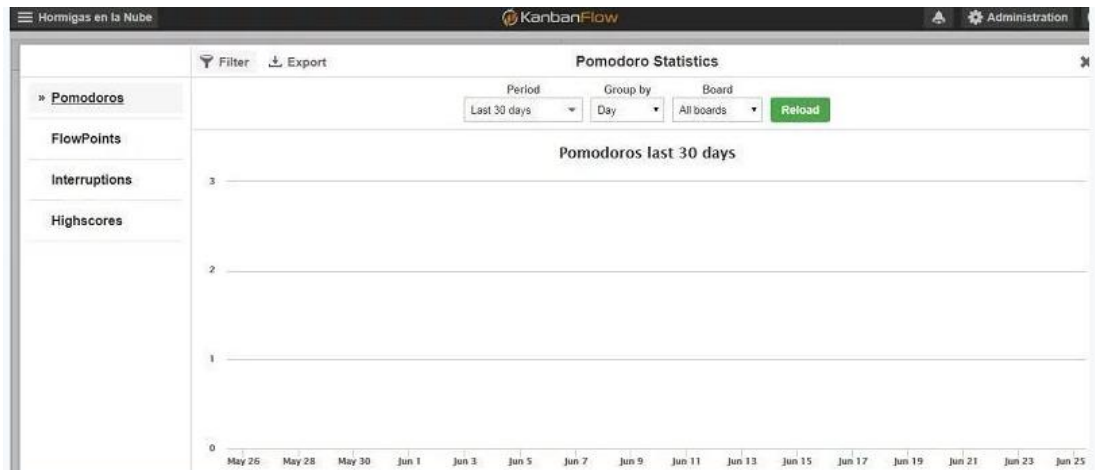 Hormigas en la Nube KanbanFlow Administration
Filter Export Pomodoro Statistics
» Pomodoros
FlowPoints
Interruptions
Highscores
Period Group by Board
Last 30 days Day All boards Reload
Pomodoros last 30 days
3
2
1
0
May 26 May 28 May 30 Jun 1 Jun 3 Jun 5 Jun 7 Jun 9 Jun 11 Jun 13 Jun 15 Jun 17 Jun 19 Jun 21 Jun 23 Jun 25